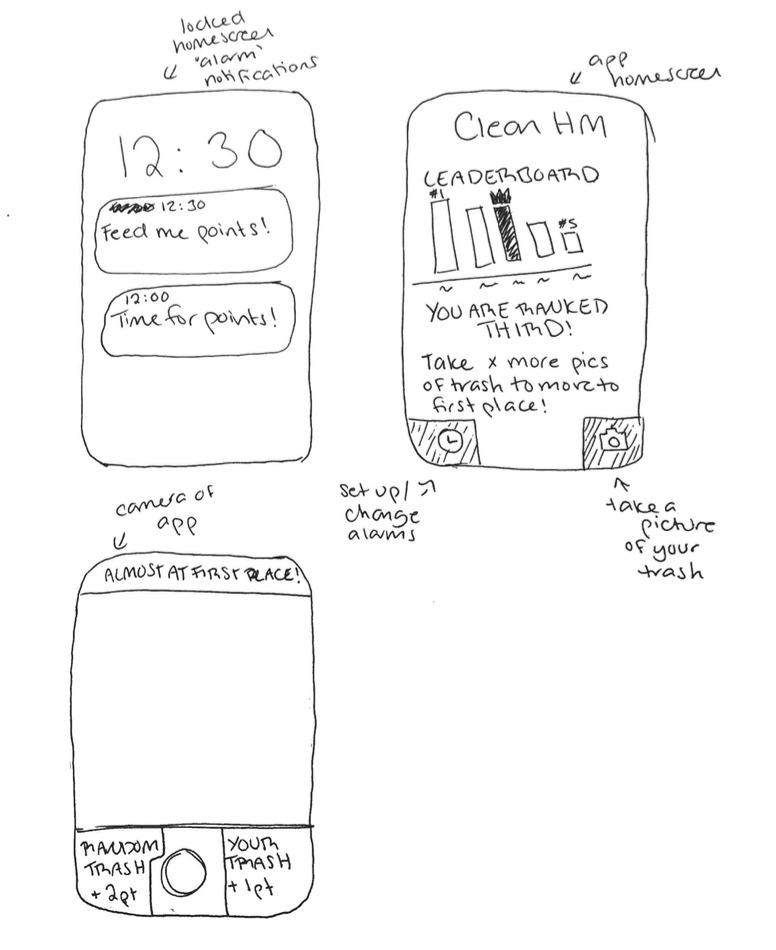 locked
homescreen
"alarm"
notifications
12:30
12:30
Feed me points!
12:00
Time for points!
app
homescreen
Clean HM
LEADERBOARD
#1
#5
YOU ARE RANKED
THIRD!
Take x more pics
of trash to move to
first place!
set up/
change
alarms
take a
picture
of your
trash
camera of
app
ALMOST AT FIRST PLACE!
RANDOM
TRASH
+2pt
YOUR
TRASH
+1pt